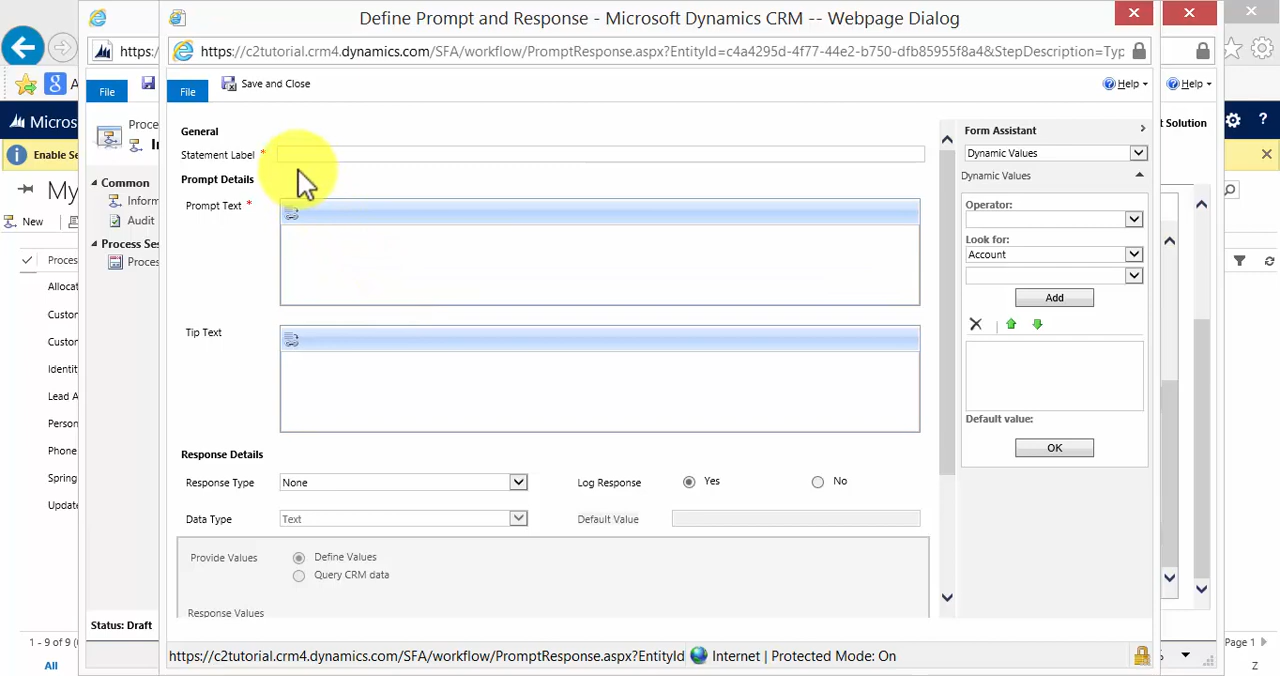 Define Prompt and Response - Microsoft Dynamics CRM -- Webpage Dialog
https:
https://c2tutorial.crm4.dynamics.com/SFA/workflow/PromptResponse.aspx?EntityId=c4a4295d-4f77-44e2-b750-dfb85955f8a4&StepDescription=Typ
File
File
Save and Close
Help
Help
Micros
Proce
General
Form Assistant
t Solution
Enable Se
Statement Label *
Dynamic Values
My
Common
Prompt Details
Dynamic Values
Inform
Prompt Text *
Operator:
New
Audit
Process Ses
Look for:
Account
Proces
Process
Alloca
Add
Custom
Tip Text
Custom
Identit
Lead A
Person
Default value:
Phone
OK
Response Details
Spring
Response Type
None
Log Response
Yes
No
Update
Data Type
Text
Default Value
Provide Values
Define Values
Query CRM data
Response Values
Status: Draft
1 - 9 of 9 (
Page 1
https://c2tutorial.crm4.dynamics.com/SFA/workflow/PromptResponse.aspx?EntityId
Internet | Protected Mode: On
All
Z